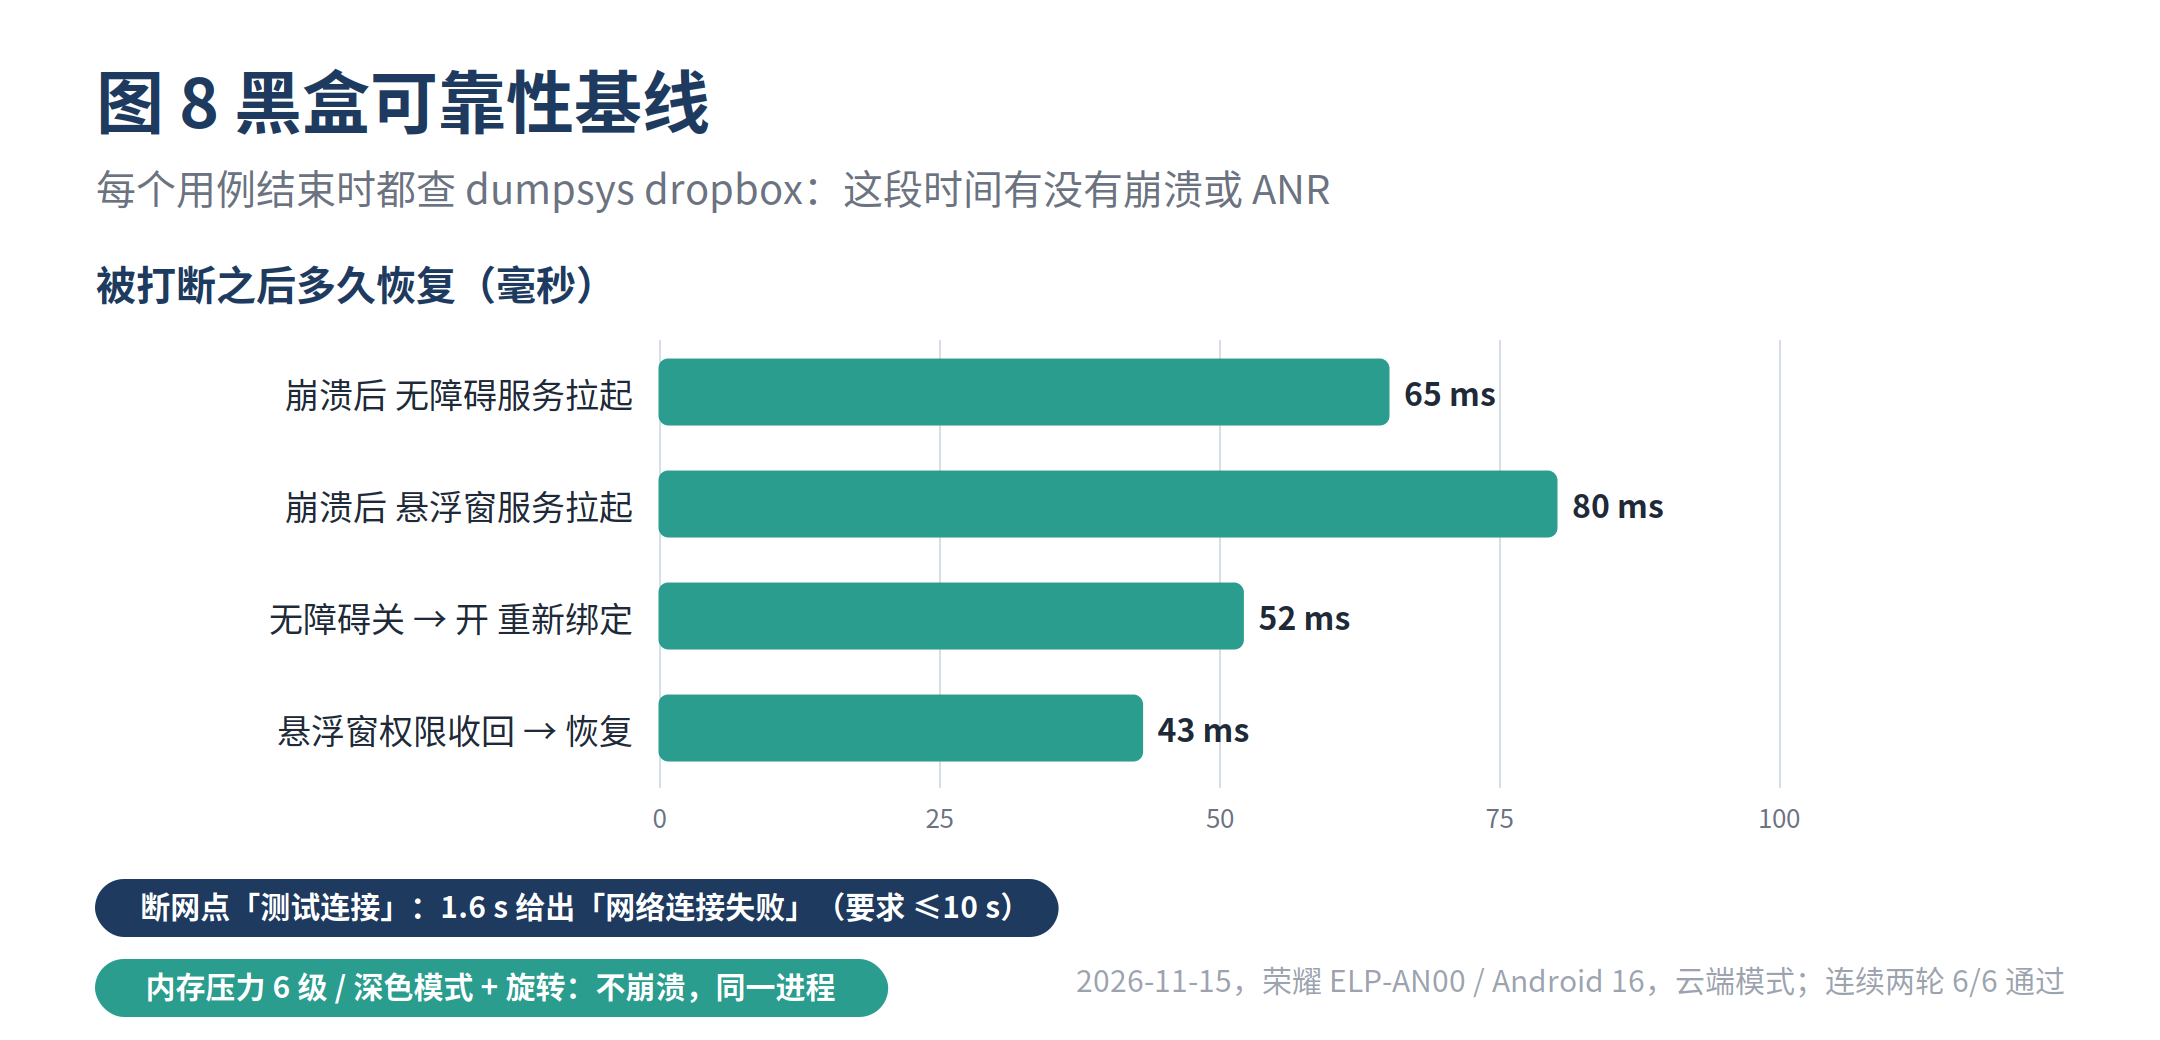 图 8 黑盒可靠性基线
每个用例结束时都查 dumpsys dropbox：这段时间有没有崩溃或 ANR
被打断之后多久恢复（毫秒）
崩溃后 无障碍服务拉起 65 ms
崩溃后 悬浮窗服务拉起 80 ms
无障碍关 → 开 重新绑定 52 ms
悬浮窗权限收回 → 恢复 43 ms
0 25 50 75 100
断网点「测试连接」：1.6 s 给出「网络连接失败」（要求 ≤10 s）
内存压力 6 级 / 深色模式 + 旋转：不崩溃，同一进程
2026-11-15，荣耀 ELP-AN00 / Android 16，云端模式；连续两轮 6/6 通过